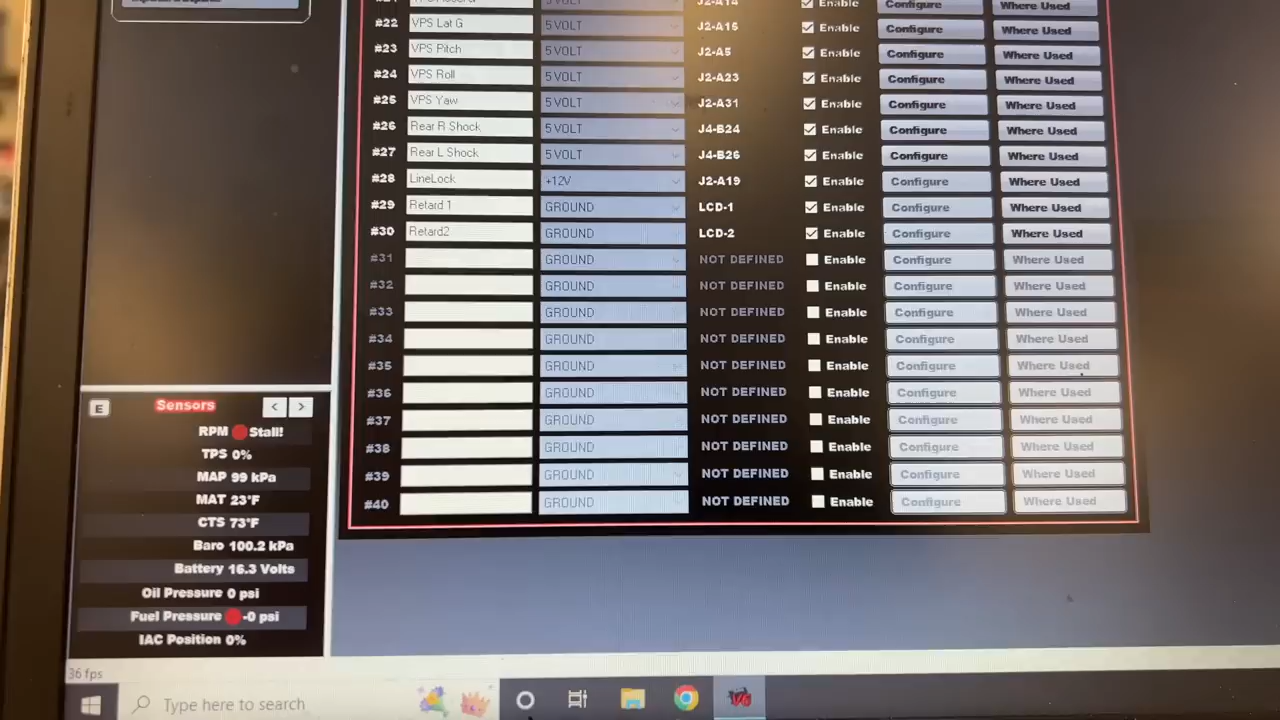 J2-A14 Enable Configure Where Used
#22 VPS Lat G 5 VOLT J2-A15 Enable Configure Where Used
#23 VPS Pitch 5 VOLT J2-A5 Enable Configure Where Used
#24 VPS Roll 5 VOLT J2-A23 Enable Configure Where Used
#25 VPS Yaw 5 VOLT J2-A31 Enable Configure Where Used
#26 Rear R Shock 5 VOLT J4-B24 Enable Configure Where Used
#27 Rear L Shock 5 VOLT J4-B26 Enable Configure Where Used
#28 LineLock +12V J2-A19 Enable Configure Where Used
#29 Retard 1 GROUND LCD-1 Enable Configure Where Used
#30 Retard2 GROUND LCD-2 Enable Configure Where Used
#31 GROUND NOT DEFINED Enable Configure Where Used
#32 GROUND NOT DEFINED Enable Configure Where Used
#33 GROUND NOT DEFINED Enable Configure Where Used
#34 GROUND NOT DEFINED Enable Configure Where Used
#35 GROUND NOT DEFINED Enable Configure Where Used
#36 GROUND NOT DEFINED Enable Configure Where Used
#37 GROUND NOT DEFINED Enable Configure Where Used
#38 GROUND NOT DEFINED Enable Configure Where Used
#39 GROUND NOT DEFINED Enable Configure Where Used
#40 GROUND NOT DEFINED Enable Configure Where Used
E Sensors < >
RPM Stall!
TPS 0%
MAP 99 kPa
MAT 23°F
CTS 73°F
Baro 100.2 kPa
Battery 16.3 Volts
Oil Pressure 0 psi
Fuel Pressure -0 psi
IAC Position 0%
36 fps
Type here to search